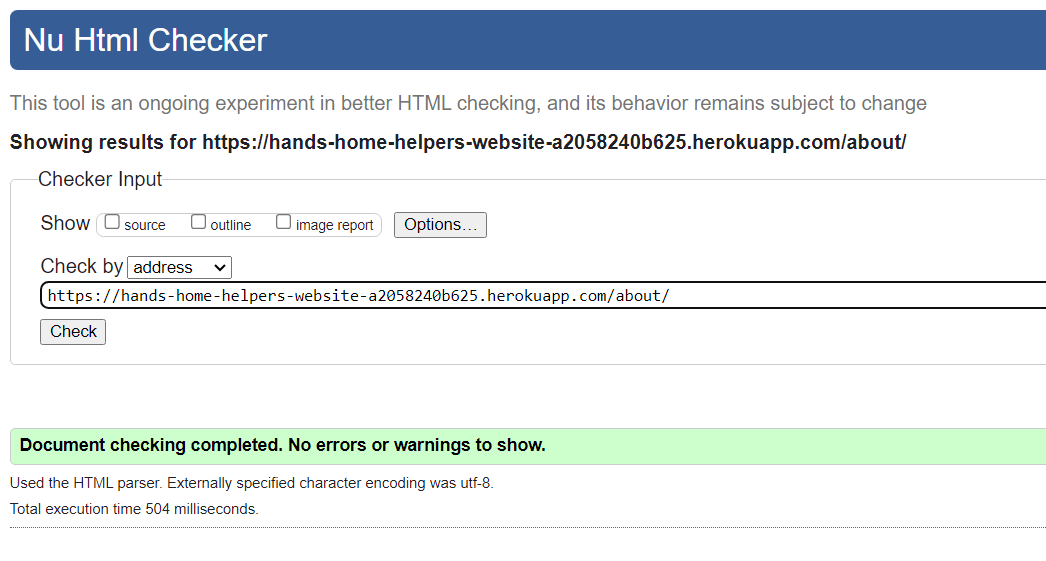 Nu Html Checker
This tool is an ongoing experiment in better HTML checking, and its behavior remains subject to change
Showing results for https://hands-home-helpers-website-a2058240b625.herokuapp.com/about/
Checker Input
Show source outline image report Options...
Check by address
https://hands-home-helpers-website-a2058240b625.herokuapp.com/about/
Check
Document checking completed. No errors or warnings to show.
Used the HTML parser. Externally specified character encoding was utf-8.
Total execution time 504 milliseconds.